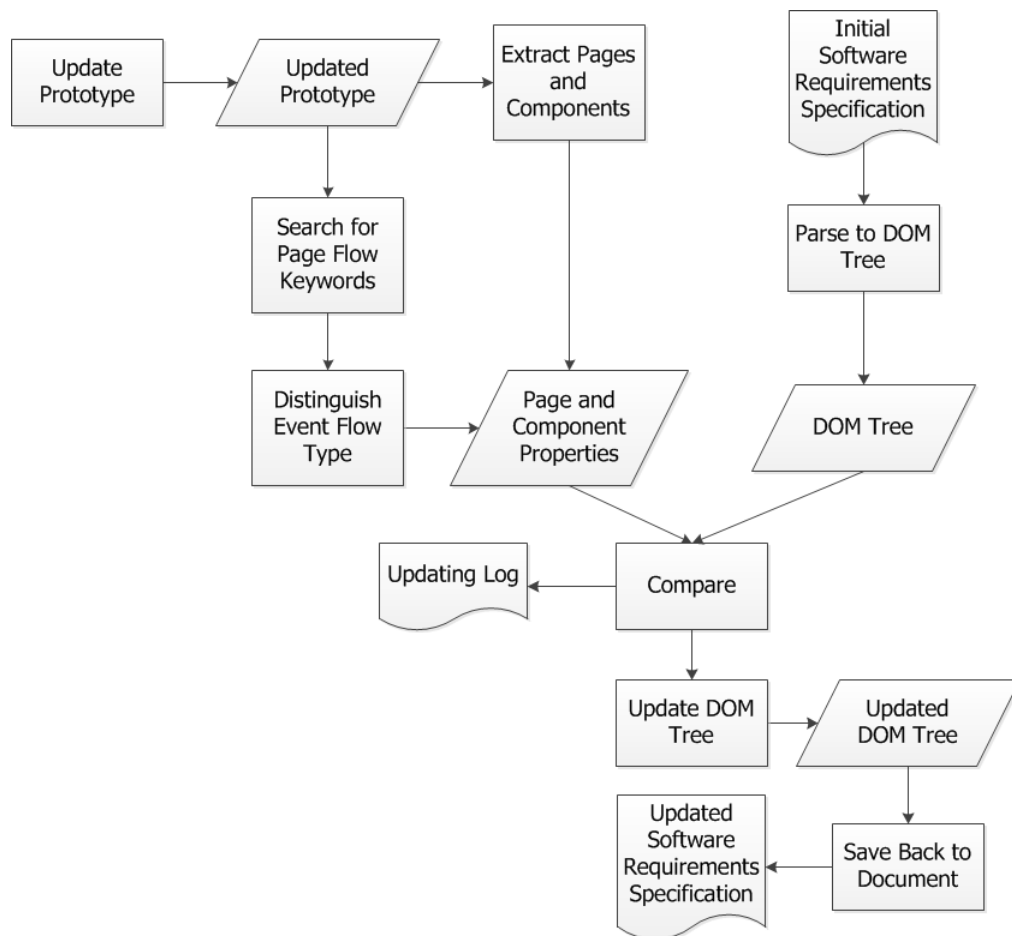 Update
Prototype
Updated
Prototype
Extract Pages
and
Components
Initial
Software
Requirements
Specification
Search for
Page Flow
Keywords
Parse to DOM
Tree
Distinguish
Event Flow
Type
Page and
Component
Properties
DOM Tree
Updating Log
Compare
Update DOM
Tree
Updated
DOM Tree
Updated
Software
Requirements
Specification
Save Back to
Document